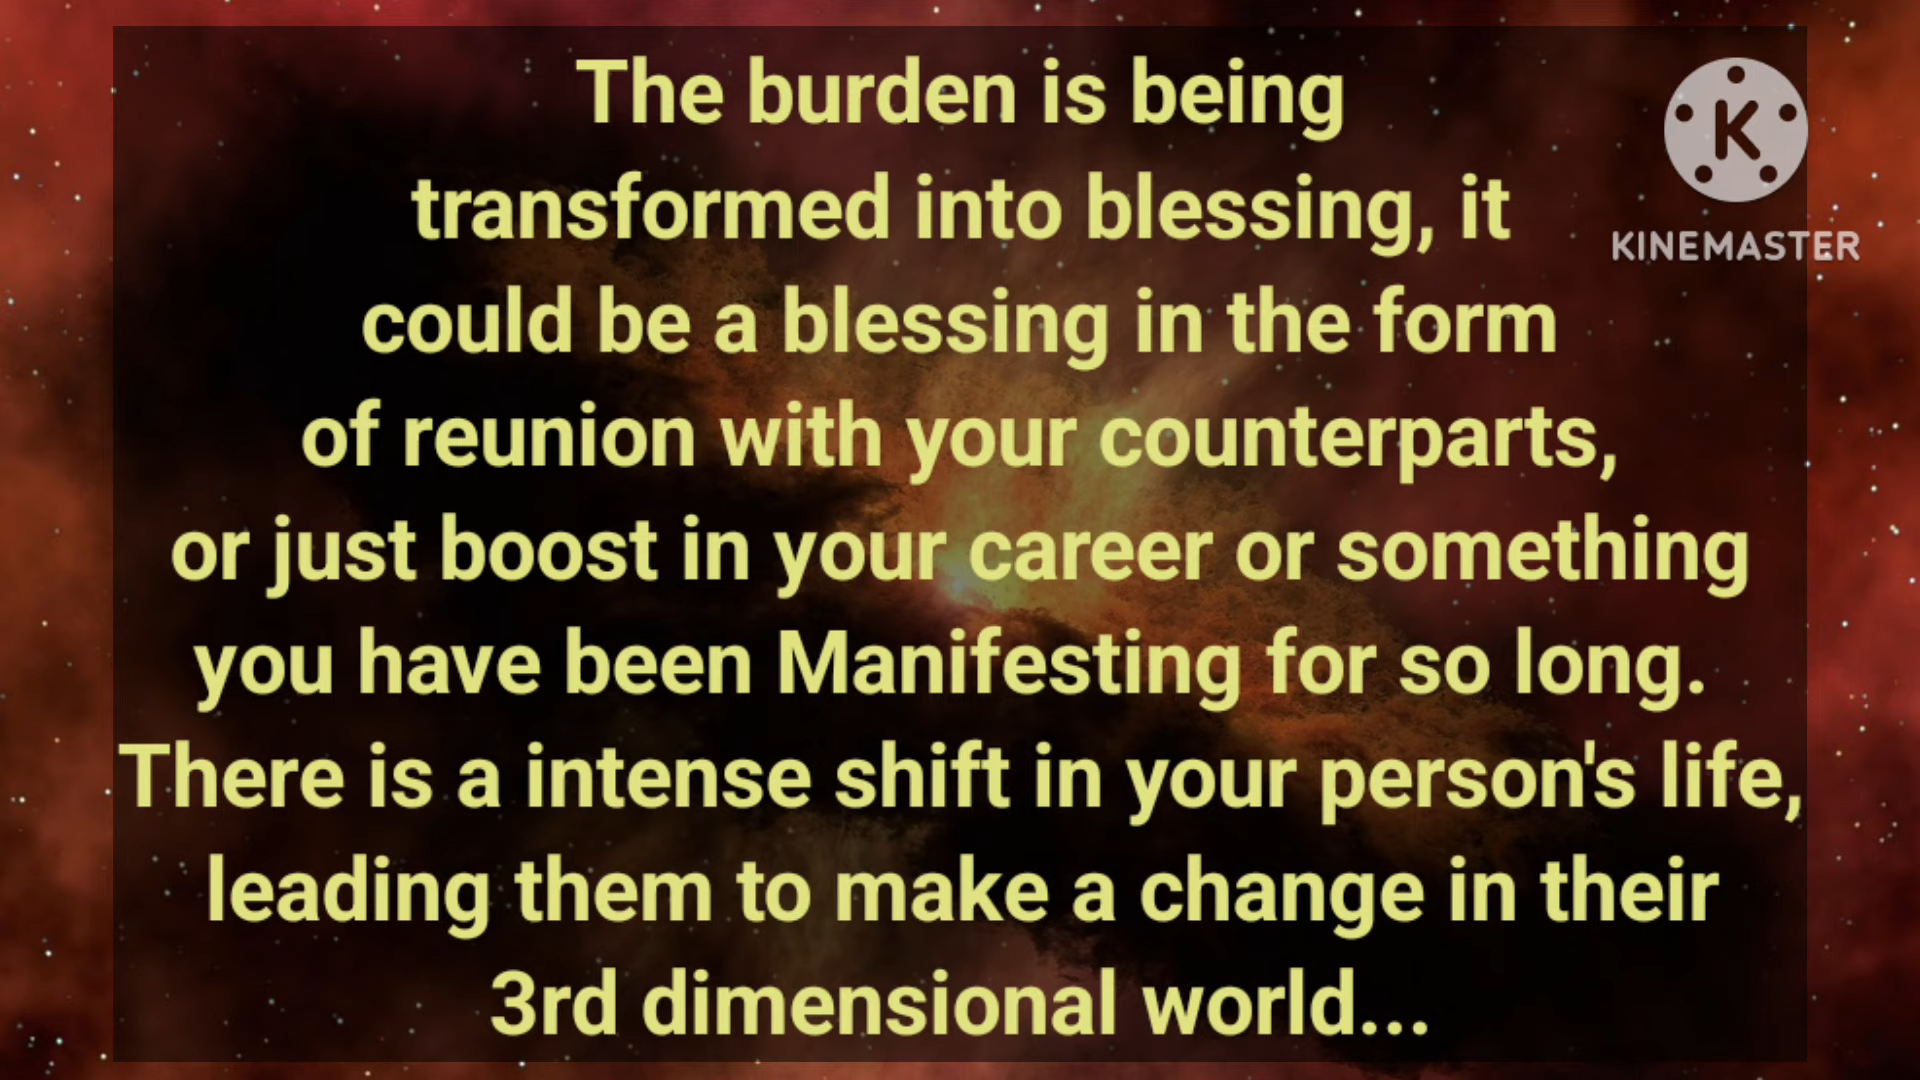 The burden is being
transformed into blessing, it
could be a blessing in the form
of reunion with your counterparts,
or just boost in your career or something
you have been Manifesting for so long.
There is a intense shift in your person's life,
leading them to make a change in their
3rd dimensional world...
K
KINEMASTER